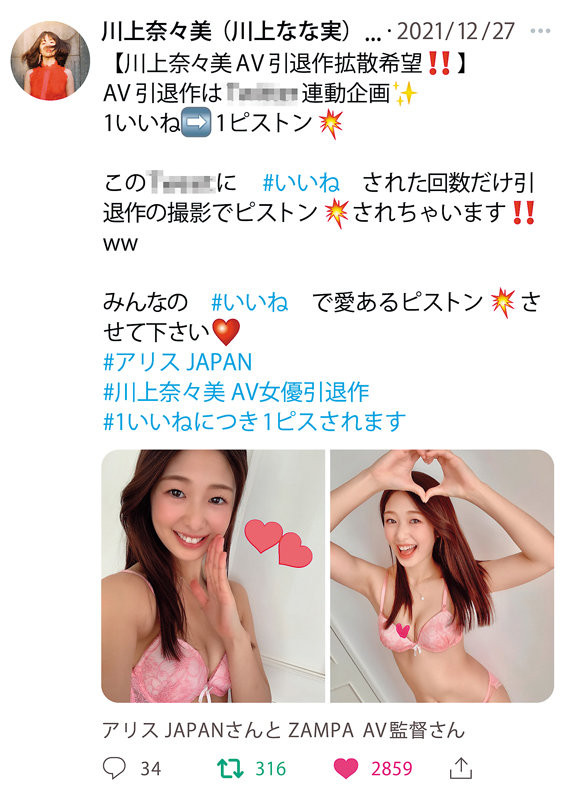 川上奈々美（川上なな実）... · 2021/12/27 ...
【川上奈々美 AV 引退作拡散希望‼️】
AV 引退作は 連動企画✨
1いいね➡️1ピストン💥
この に #いいね された回数だけ引
退作の撮影でピストン💥されちゃいます‼️
ww
みんなの #いいね で愛あるピストン💥さ
せて下さい❤️
#アリス JAPAN
#川上奈々美 AV女優引退作
#1いいねにつき1ピスされます
アリス JAPANさんと ZAMPA AV監督さん
34 316 2859